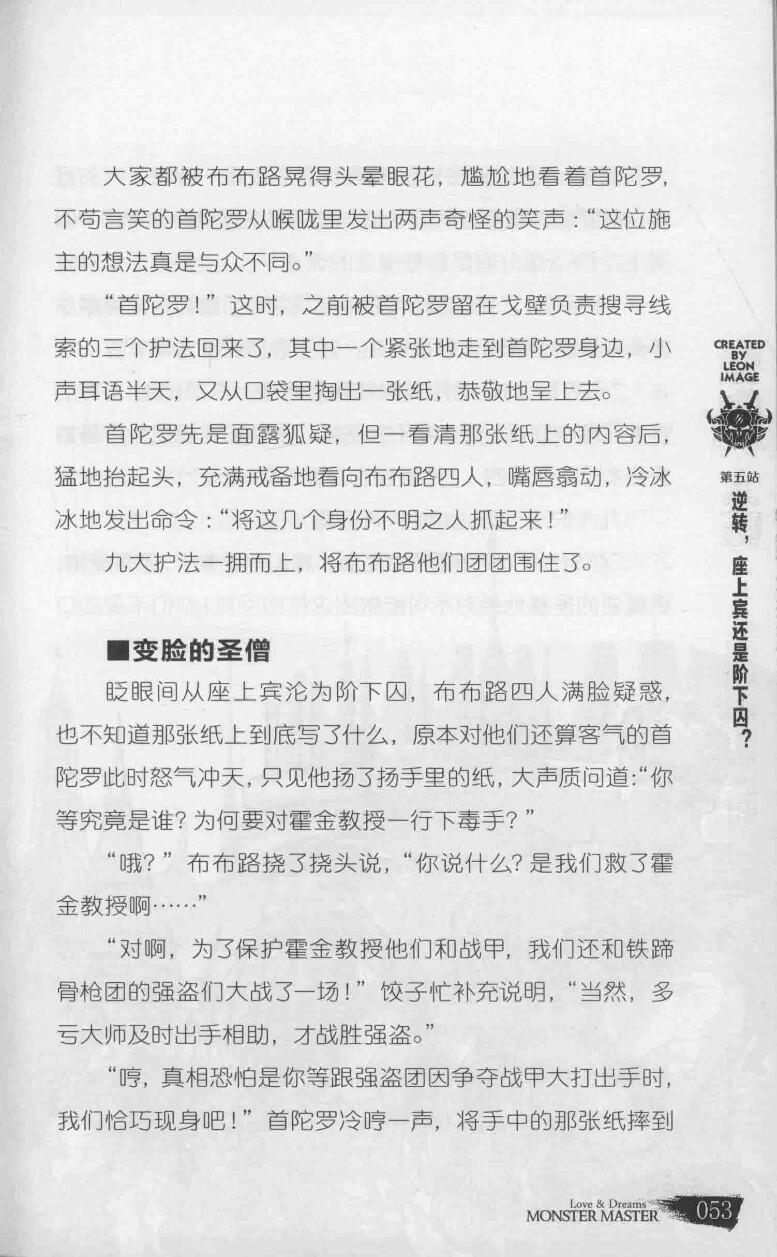 大家都被布布路晃得头晕眼花，尴尬地看着首陀罗，
不苟言笑的首陀罗从喉咙里发出两声奇怪的笑声：“这位施
主的想法真是与众不同。”
“首陀罗！”这时，之前被首陀罗留在戈壁负责搜寻线
索的三个护法回来了，其中一个紧张地走到首陀罗身边，小
声耳语半天，又从口袋里掏出一张纸，恭敬地呈上去。
首陀罗先是面露狐疑，但一看清那张纸上的内容后，
猛地抬起头，充满戒备地看向布布路四人，嘴唇翕动，冷冰
冰地发出命令：“将这几个身份不明之人抓起来！”
九大护法一拥而上，将布布路他们团团围住了。
■变脸的圣僧
眨眼间从座上宾沦为阶下囚，布布路四人满脸疑惑，
也不知道那张纸上到底写了什么，原本对他们还算客气的首
陀罗此时怒气冲天，只见他扬了扬手里的纸，大声质问道：“你
等究竟是谁？为何要对霍金教授一行下毒手？”
“哦？”布布路挠了挠头说，“你说什么？是我们救了霍
金教授啊……”
“对啊，为了保护霍金教授他们和战甲，我们还和铁蹄
骨枪团的强盗们大战了一场！”饺子忙补充说明，“当然，多
亏大师及时出手相助，才战胜强盗。”
“哼，真相恐怕是你等跟强盗团因争夺战甲大打出手时，
我们恰巧现身吧！”首陀罗冷哼一声，将手中的那张纸摔到
CREATED
BY
LEON
IMAGE
第五站
逆转，座上宾还是阶下囚？
Love & Dreams
MONSTER MASTER
053